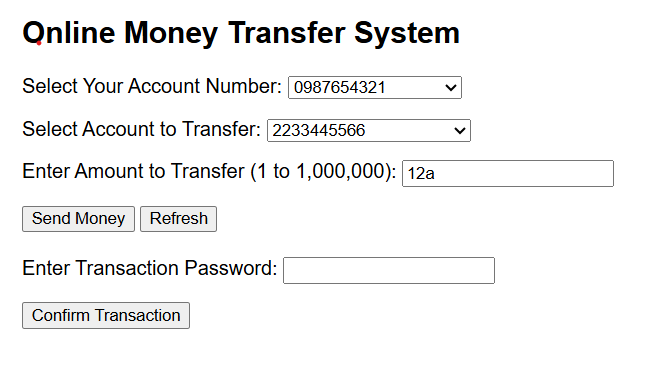 Online Money Transfer System
Select Your Account Number: 0987654321
Select Account to Transfer: 2233445566
Enter Amount to Transfer (1 to 1,000,000): 12a
Send Money Refresh
Enter Transaction Password:
Confirm Transaction